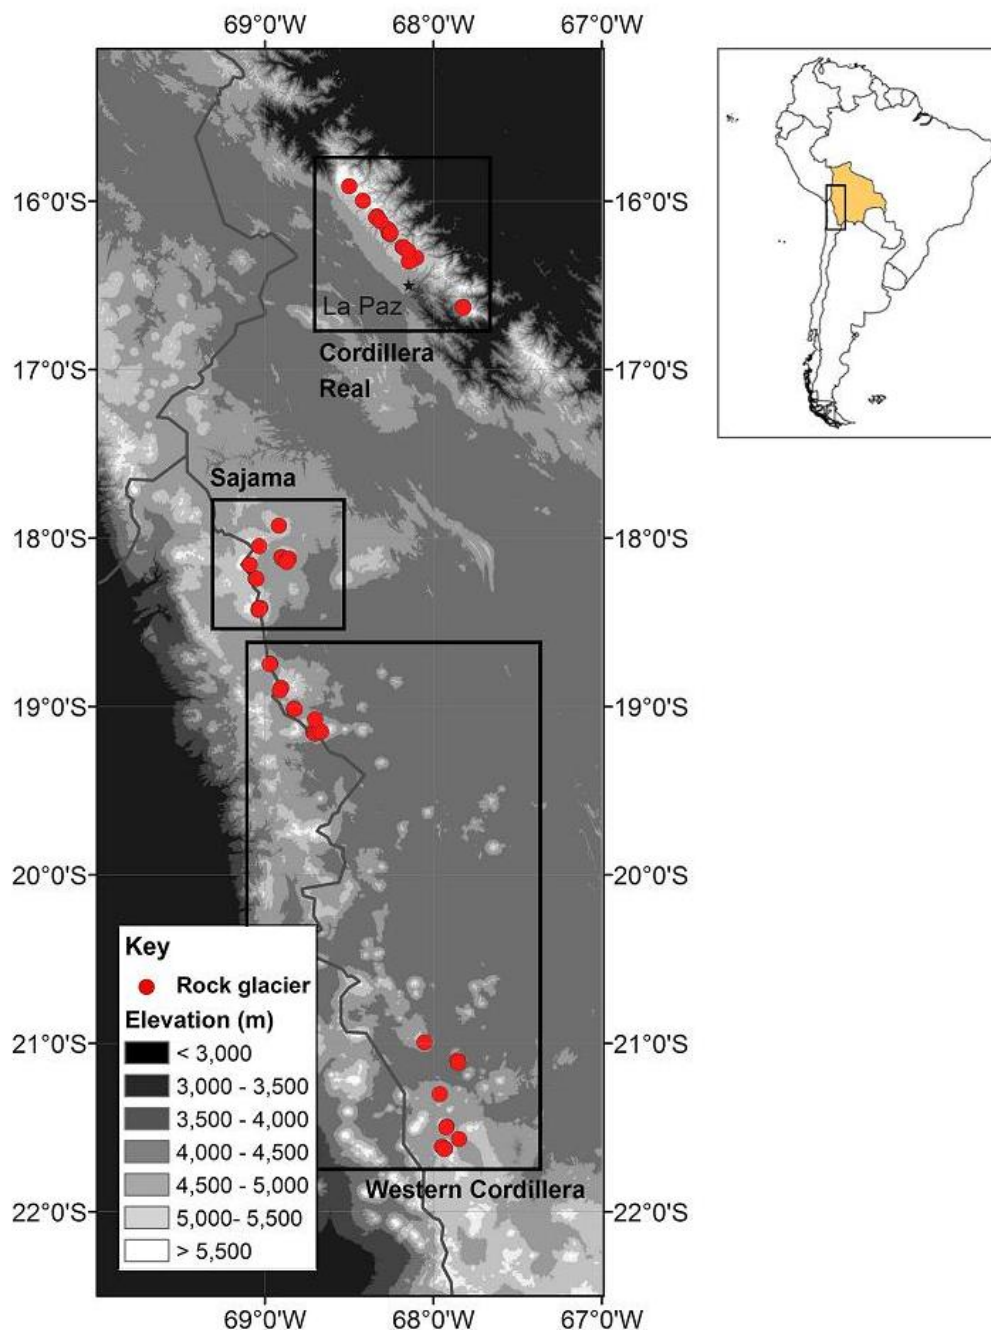 69°0'W 68°0'W 67°0'W
16°0'S 16°0'S
La Paz
Cordillera
Real
17°0'S 17°0'S
Sajama
18°0'S 18°0'S
19°0'S 19°0'S
20°0'S 20°0'S
Key
Rock glacier
Elevation (m)
21°0'S 21°0'S
< 3,000
3,000 - 3,500
3,500 - 4,000
4,000 - 4,500
4,500 - 5,000
5,000- 5,500
> 5,500
Western Cordillera
22°0'S 22°0'S
69°0'W 68°0'W 67°0'W